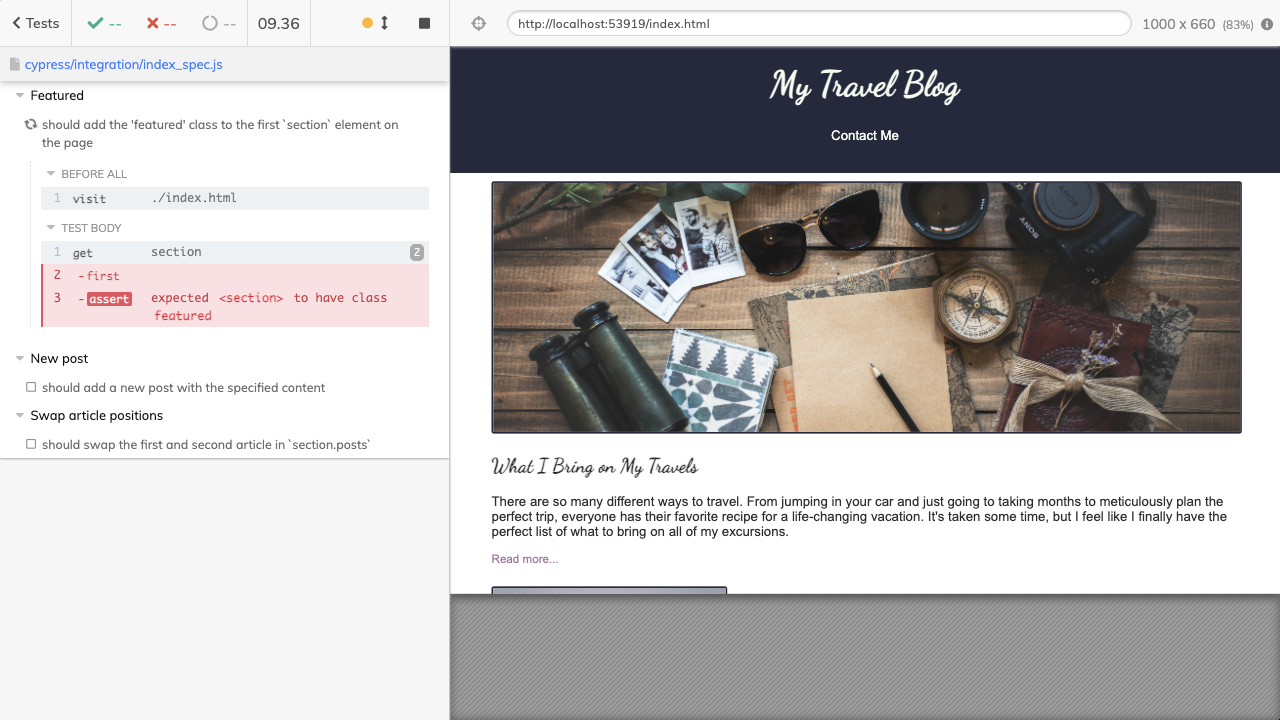 Tests
--
--
--
09.36
http://localhost:53919/index.html
1000 x 660 (83%)
cypress/integration/index_spec.js
Featured
should add the 'featured' class to the first `section` element on
the page
BEFORE ALL
1 visit ./index.html
TEST BODY
1 get section 2
2 - first
3 - assert expected <section> to have class
featured
New post
should add a new post with the specified content
Swap article positions
should swap the first and second article in `section.posts`
My Travel Blog
Contact Me
SONY
What I Bring on My Travels
There are so many different ways to travel. From jumping in your car and just going to taking months to meticulously plan the
perfect trip, everyone has their favorite recipe for a life-changing vacation. It's taken some time, but I feel like I finally have the
perfect list of what to bring on all of my excursions.
Read more...